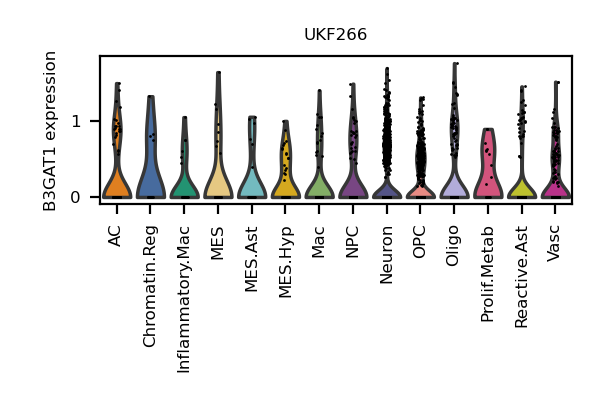 UKF266
B3GAT1 expression
1
0
AC
Chromatin.Reg
Inflammatory.Mac
MES
MES.Ast
MES.Hyp
Mac
NPC
Neuron
OPC
Oligo
Prolif.Metab
Reactive.Ast
Vasc